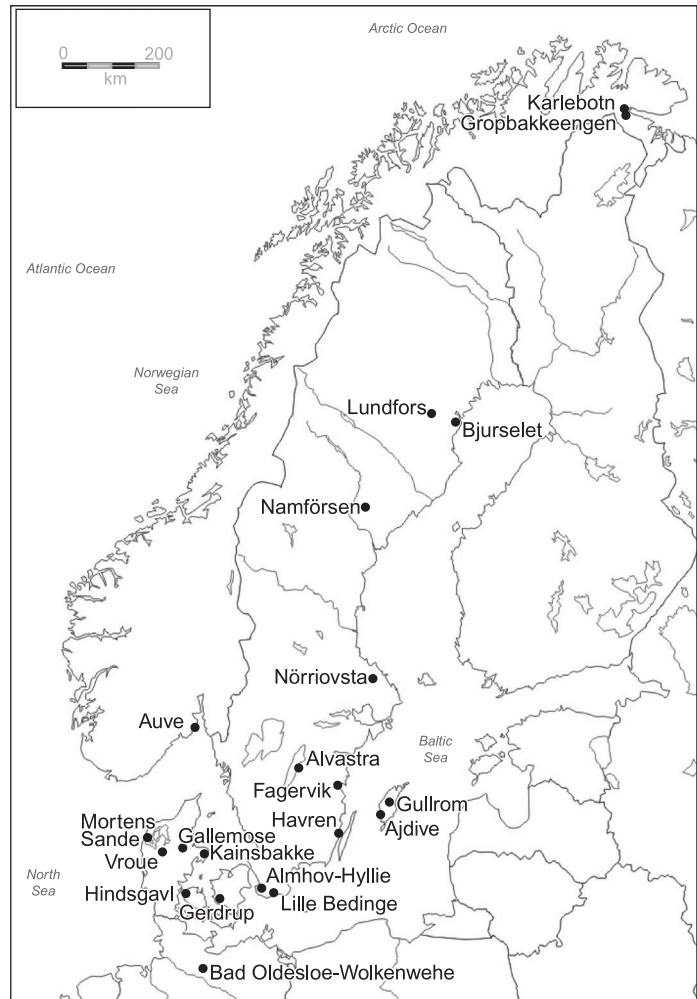 Arctic Ocean
0 200
km
Karlebotn
Gropbakkeengen
Atlantic Ocean
Norwegian
Sea
Lundfors
Bjurselet
Namförsen
Nörriovsta
Auve
Baltic
Sea
Alvastra
Fagervik
Gullrom
Ajdive
Havren
Mortens
Sande
Gallemose
Vroue
Kainsbakke
North
Sea
Almhov-Hyllie
Hindsgavl
Lille Bedinge
Gerdrup
Bad Oldesloe-Wolkenwehe